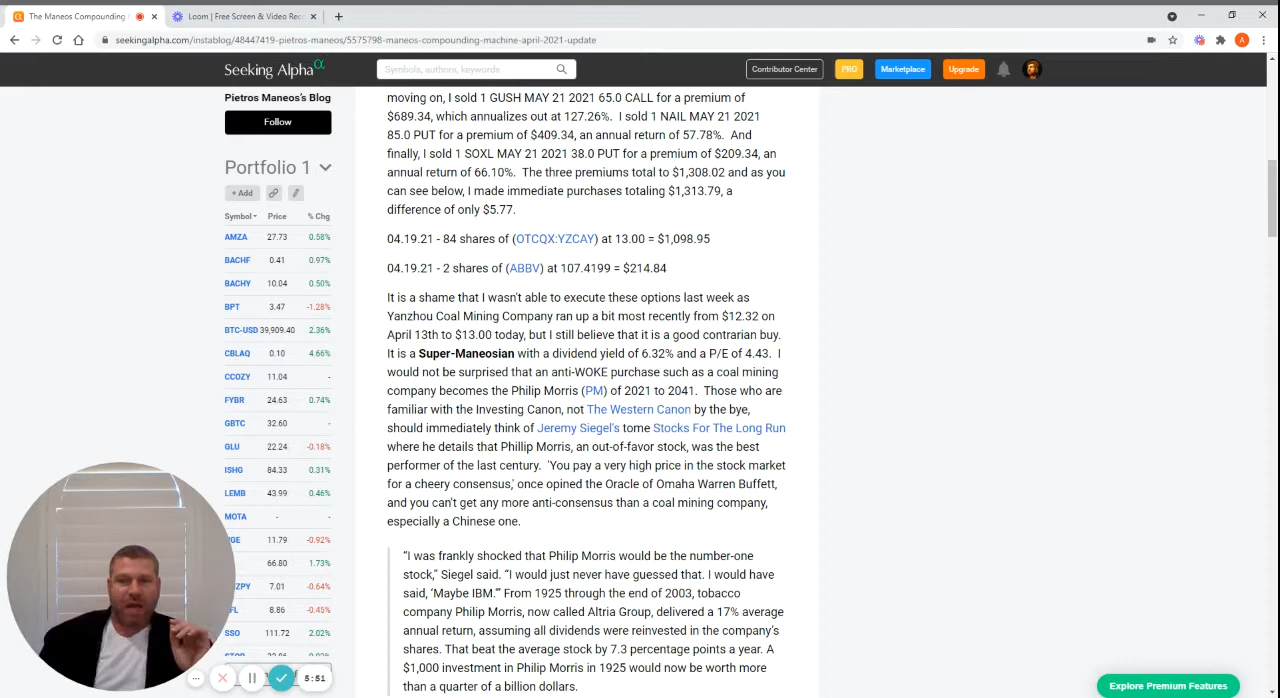 The Maneos Compounding
Loom | Free Screen & Video Rec
seekingalpha.com/instablog/48447419-pietros-maneos/5575798-maneos-compounding-machine-april-2021-update
A
Seeking Alpha α
Symbols, authors, keywords
Contributor Center
PRO
Marketplace
Upgrade
Pietros Maneos's Blog
Follow
Portfolio 1
+ Add
Symbol Price % Chg
AMZA 27.73 0.58%
BACHF 0.41 0.97%
BACHY 10.04 0.50%
BPT 3.47 -1.28%
BTC-USD 39,909.40 2.36%
CBLAQ 0.10 4.66%
CCOZY 11.04 -
FYBR 24.63 0.74%
GBTC 32.60 -
GLU 22.24 -0.18%
ISHG 84.33 0.31%
LEMB 43.99 0.46%
MOTA - -
GE 11.79 -0.92%
66.80 1.73%
ZPY 7.01 -0.64%
FL 8.86 -0.45%
SSO 111.72 2.02%
5:51
moving on, I sold 1 GUSH MAY 21 2021 65.0 CALL for a premium of
$689.34, which annualizes out at 127.26%. I sold 1 NAIL MAY 21 2021
85.0 PUT for a premium of $409.34, an annual return of 57.78%. And
finally, I sold 1 SOXL MAY 21 2021 38.0 PUT for a premium of $209.34, an
annual return of 66.10%. The three premiums total to $1,308.02 and as you
can see below, I made immediate purchases totaling $1,313.79, a
difference of only $5.77.
04.19.21 - 84 shares of (OTCQX:YZCAY) at 13.00 = $1,098.95
04.19.21 - 2 shares of (ABBV) at 107.4199 = $214.84
It is a shame that I wasn't able to execute these options last week as
Yanzhou Coal Mining Company ran up a bit most recently from $12.32 on
April 13th to $13.00 today, but I still believe that it is a good contrarian buy.
It is a Super-Maneosian with a dividend yield of 6.32% and a P/E of 4.43. I
would not be surprised that an anti-WOKE purchase such as a coal mining
company becomes the Philip Morris (PM) of 2021 to 2041. Those who are
familiar with the Investing Canon, not The Western Canon by the bye,
should immediately think of Jeremy Siegel's tome Stocks For The Long Run
where he details that Phillip Morris, an out-of-favor stock, was the best
performer of the last century. 'You pay a very high price in the stock market
for a cheery consensus,' once opined the Oracle of Omaha Warren Buffett,
and you can't get any more anti-consensus than a coal mining company,
especially a Chinese one.
“I was frankly shocked that Philip Morris would be the number-one
stock,” Siegel said. “I would just never have guessed that. I would have
said, ‘Maybe IBM.’” From 1925 through the end of 2003, tobacco
company Philip Morris, now called Altria Group, delivered a 17% average
annual return, assuming all dividends were reinvested in the company’s
shares. That beat the average stock by 7.3 percentage points a year. A
$1,000 investment in Philip Morris in 1925 would now be worth more
than a quarter of a billion dollars.
Explore Premium Features